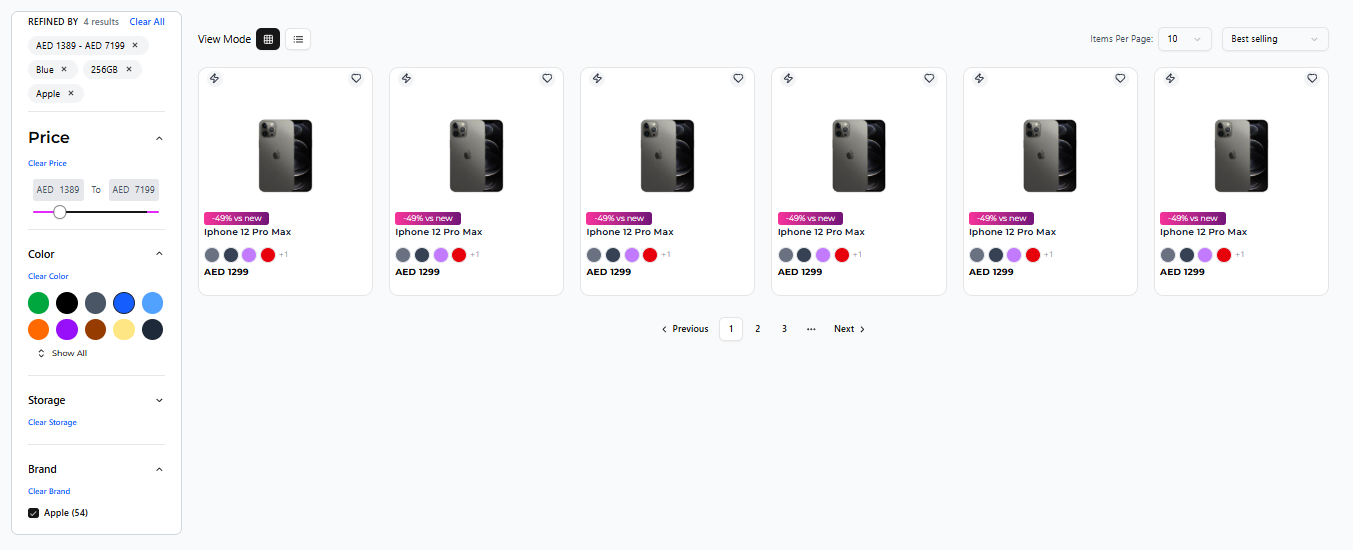 REFINED BY 4 results Clear All
AED 1389 - AED 7199 ×
Blue × 256GB ×
Apple ×
Price
Clear Price
AED 1389 To AED 7199
Color
Clear Color
Show All
Storage
Clear Storage
Brand
Clear Brand
Apple (54)
View Mode Items Per Page: 10 Best selling
-49% vs new -49% vs new -49% vs new -49% vs new -49% vs new -49% vs new
Iphone 12 Pro Max Iphone 12 Pro Max Iphone 12 Pro Max Iphone 12 Pro Max Iphone 12 Pro Max Iphone 12 Pro Max
+1 +1 +1 +1 +1 +1
AED 1299 AED 1299 AED 1299 AED 1299 AED 1299 AED 1299
Previous 1 2 3 ••• Next